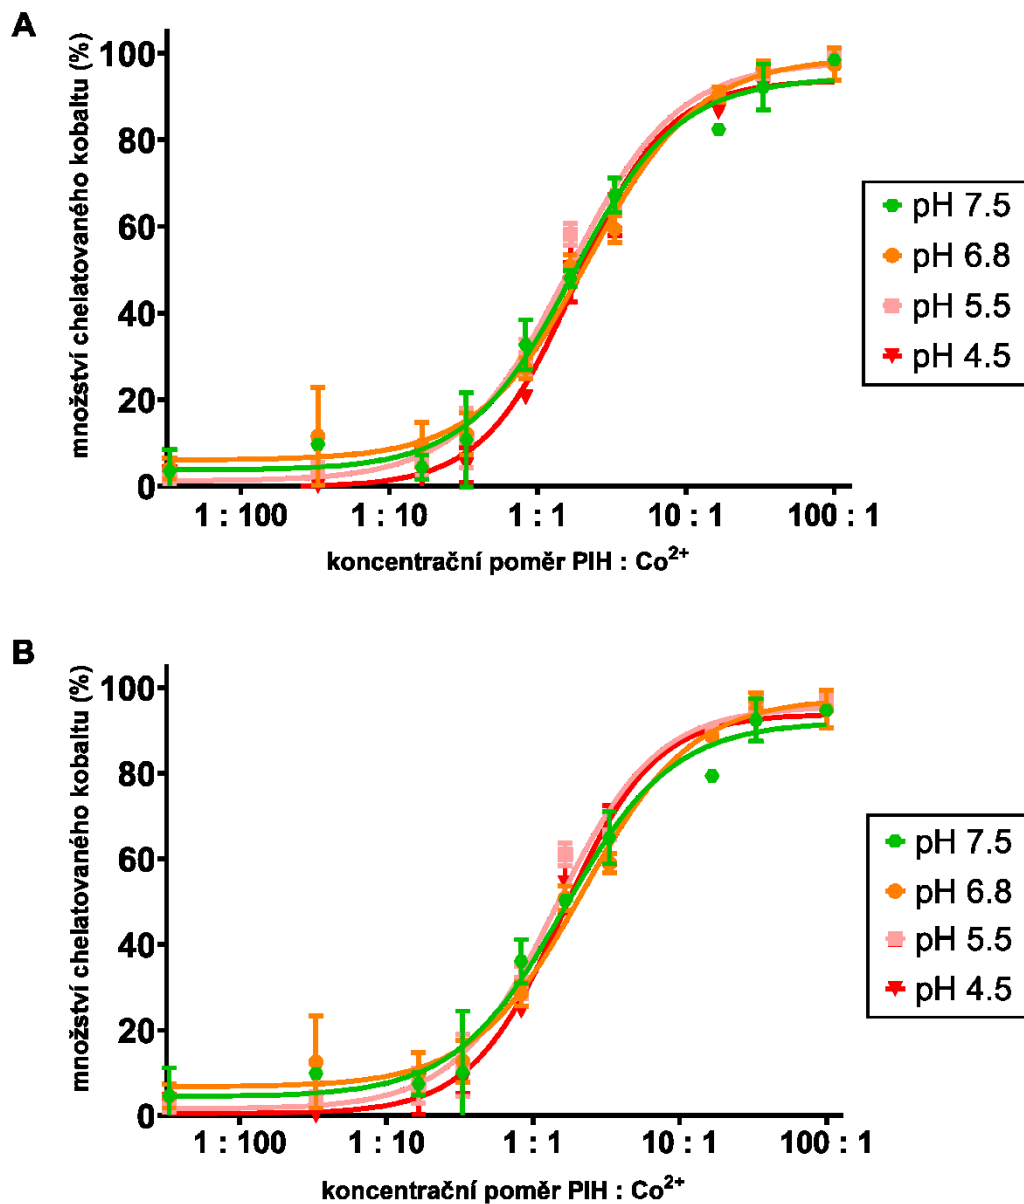 A
množství chelatovaného kobaltu (%)
100
80
60
40
20
0
1 : 100
1 : 10
1 : 1
10 : 1
100 : 1
koncentrační poměr PIH : Co²⁺
pH 7.5
pH 6.8
pH 5.5
pH 4.5
B
množství chelatovaného kobaltu (%)
100
80
60
40
20
0
1 : 100
1 : 10
1 : 1
10 : 1
100 : 1
koncentrační poměr PIH : Co²⁺
pH 7.5
pH 6.8
pH 5.5
pH 4.5